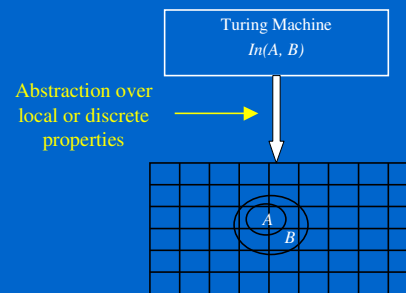 Turing Machine
In(A, B)
Abstraction over
local or discrete
properties
A
B